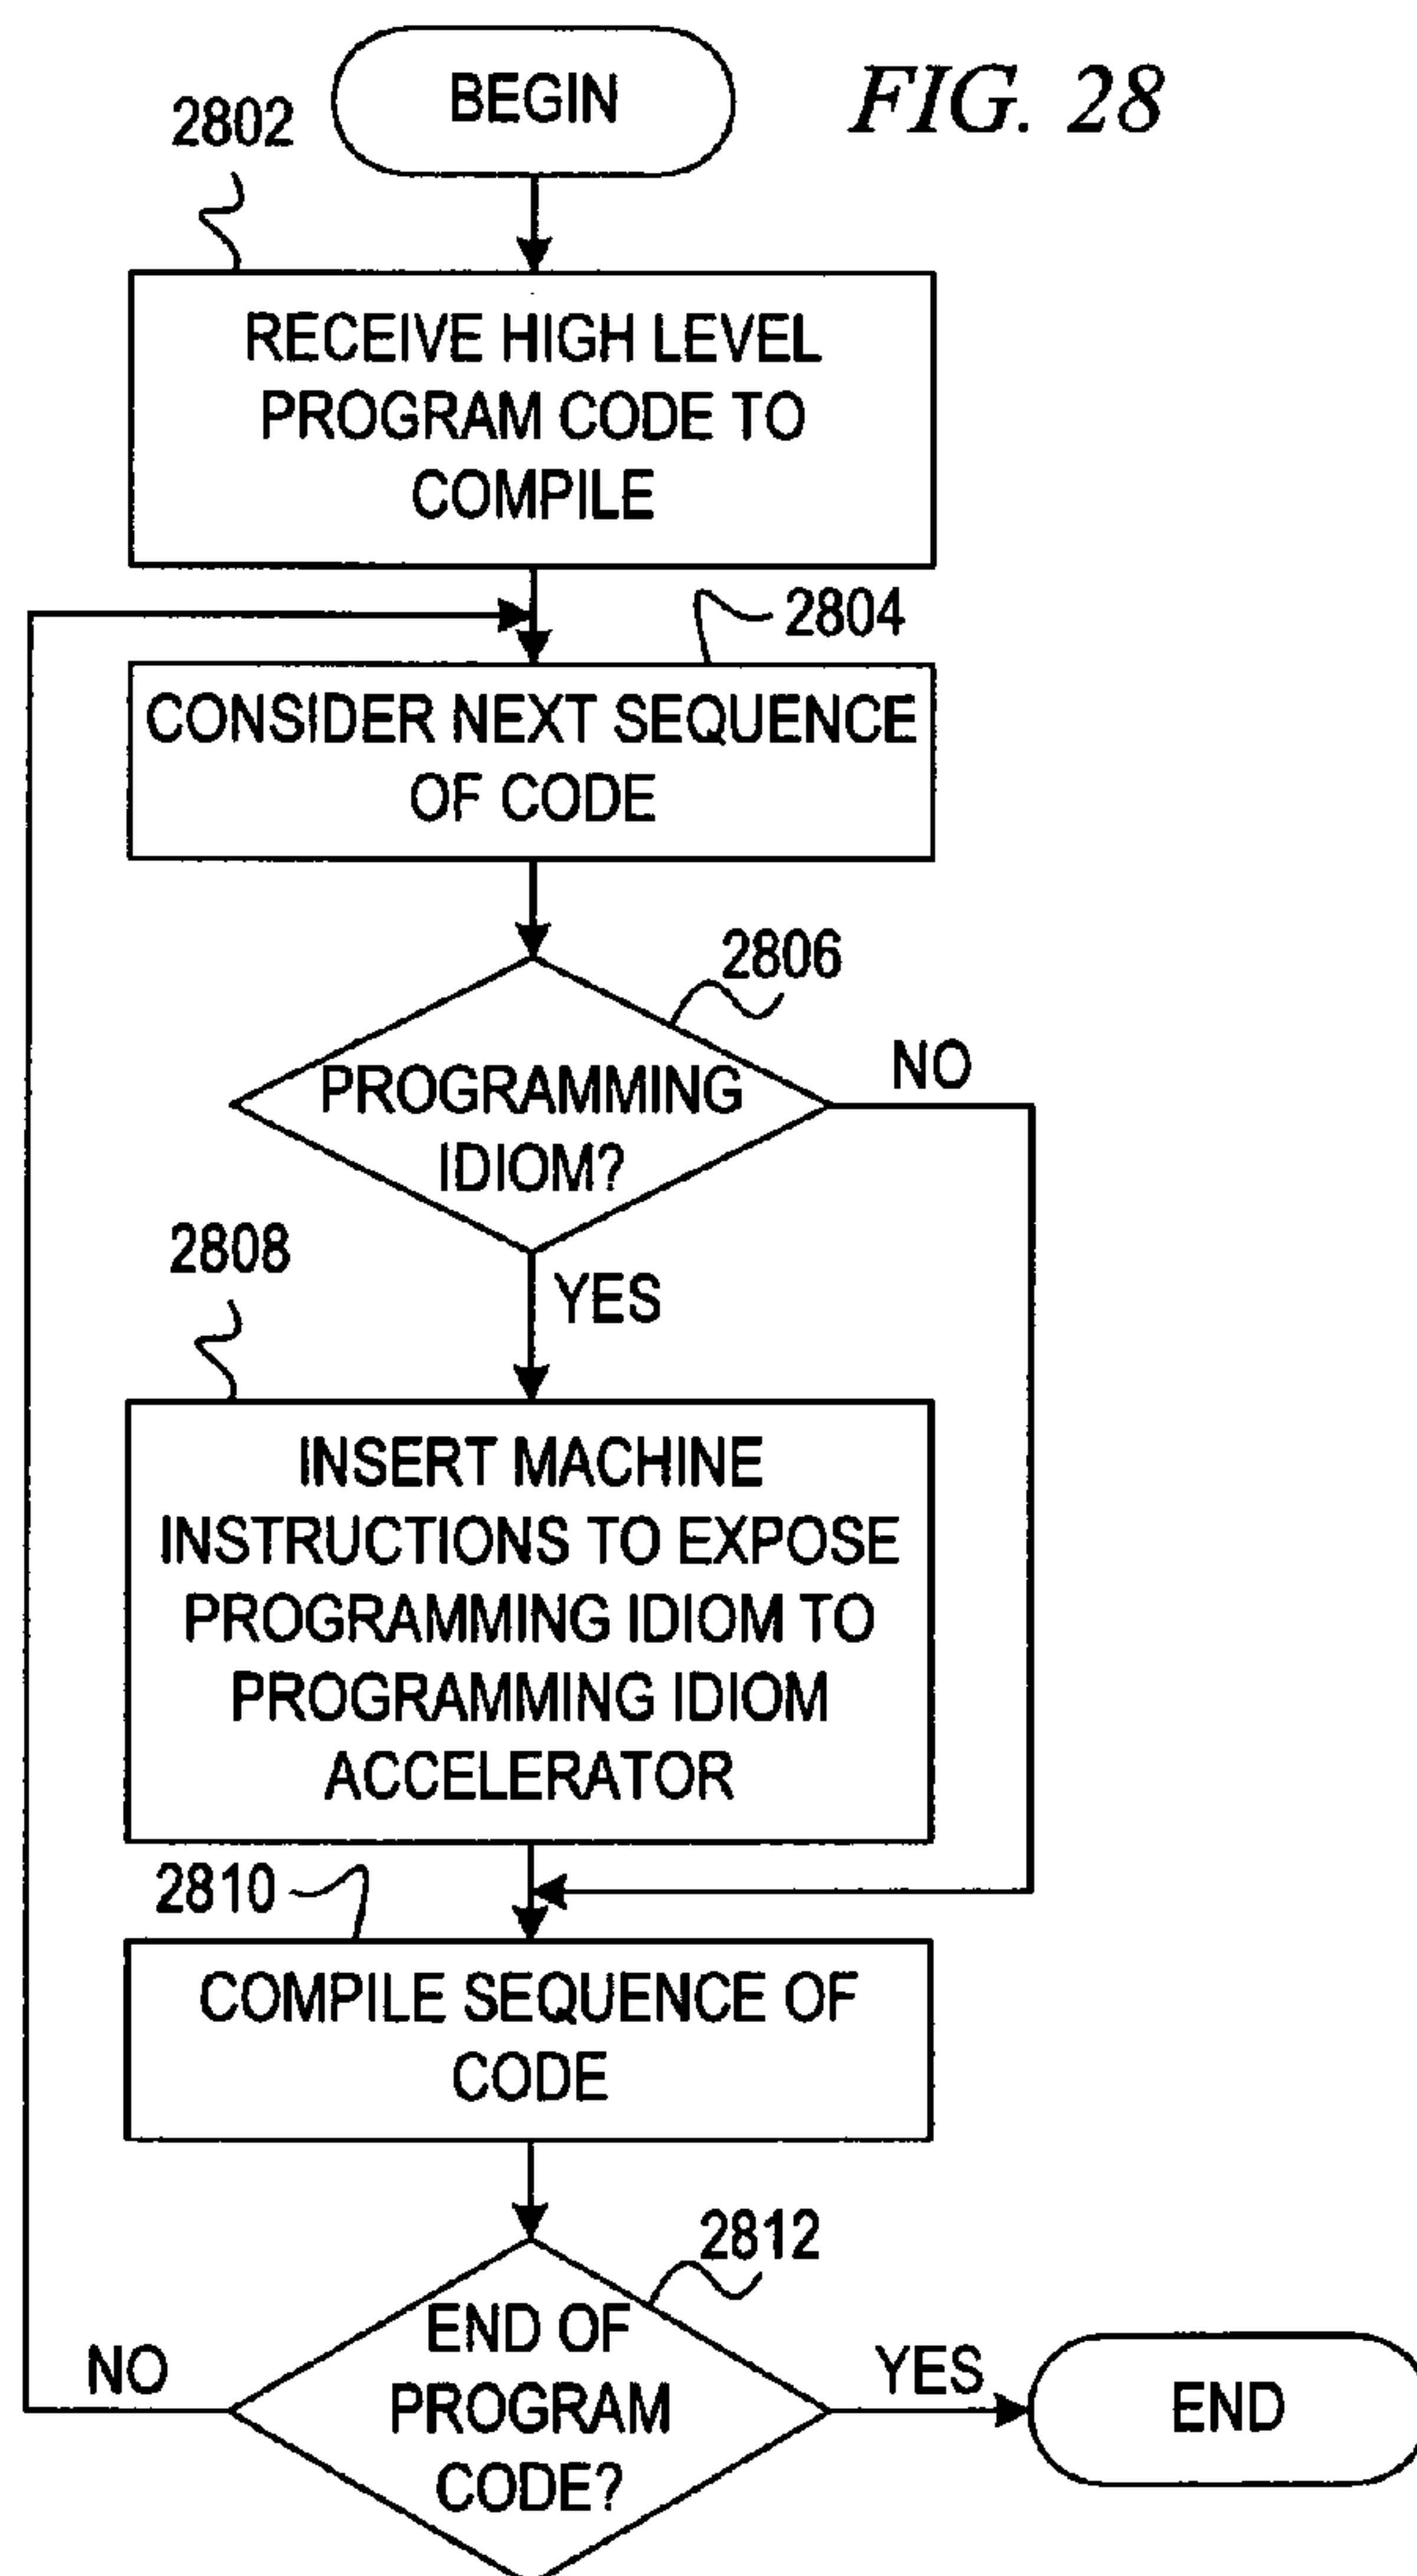 BEGIN
FIG. 28
2802
RECEIVE HIGH LEVEL
PROGRAM CODE TO
COMPILE
2804
CONSIDER NEXT SEQUENCE
OF CODE
2806
PROGRAMMING
IDIOM?
NO
YES
2808
INSERT MACHINE
INSTRUCTIONS TO EXPOSE
PROGRAMMING IDIOM TO
PROGRAMMING IDIOM
ACCELERATOR
2810
COMPILE SEQUENCE OF
CODE
2812
END OF
PROGRAM
CODE?
NO
YES
END